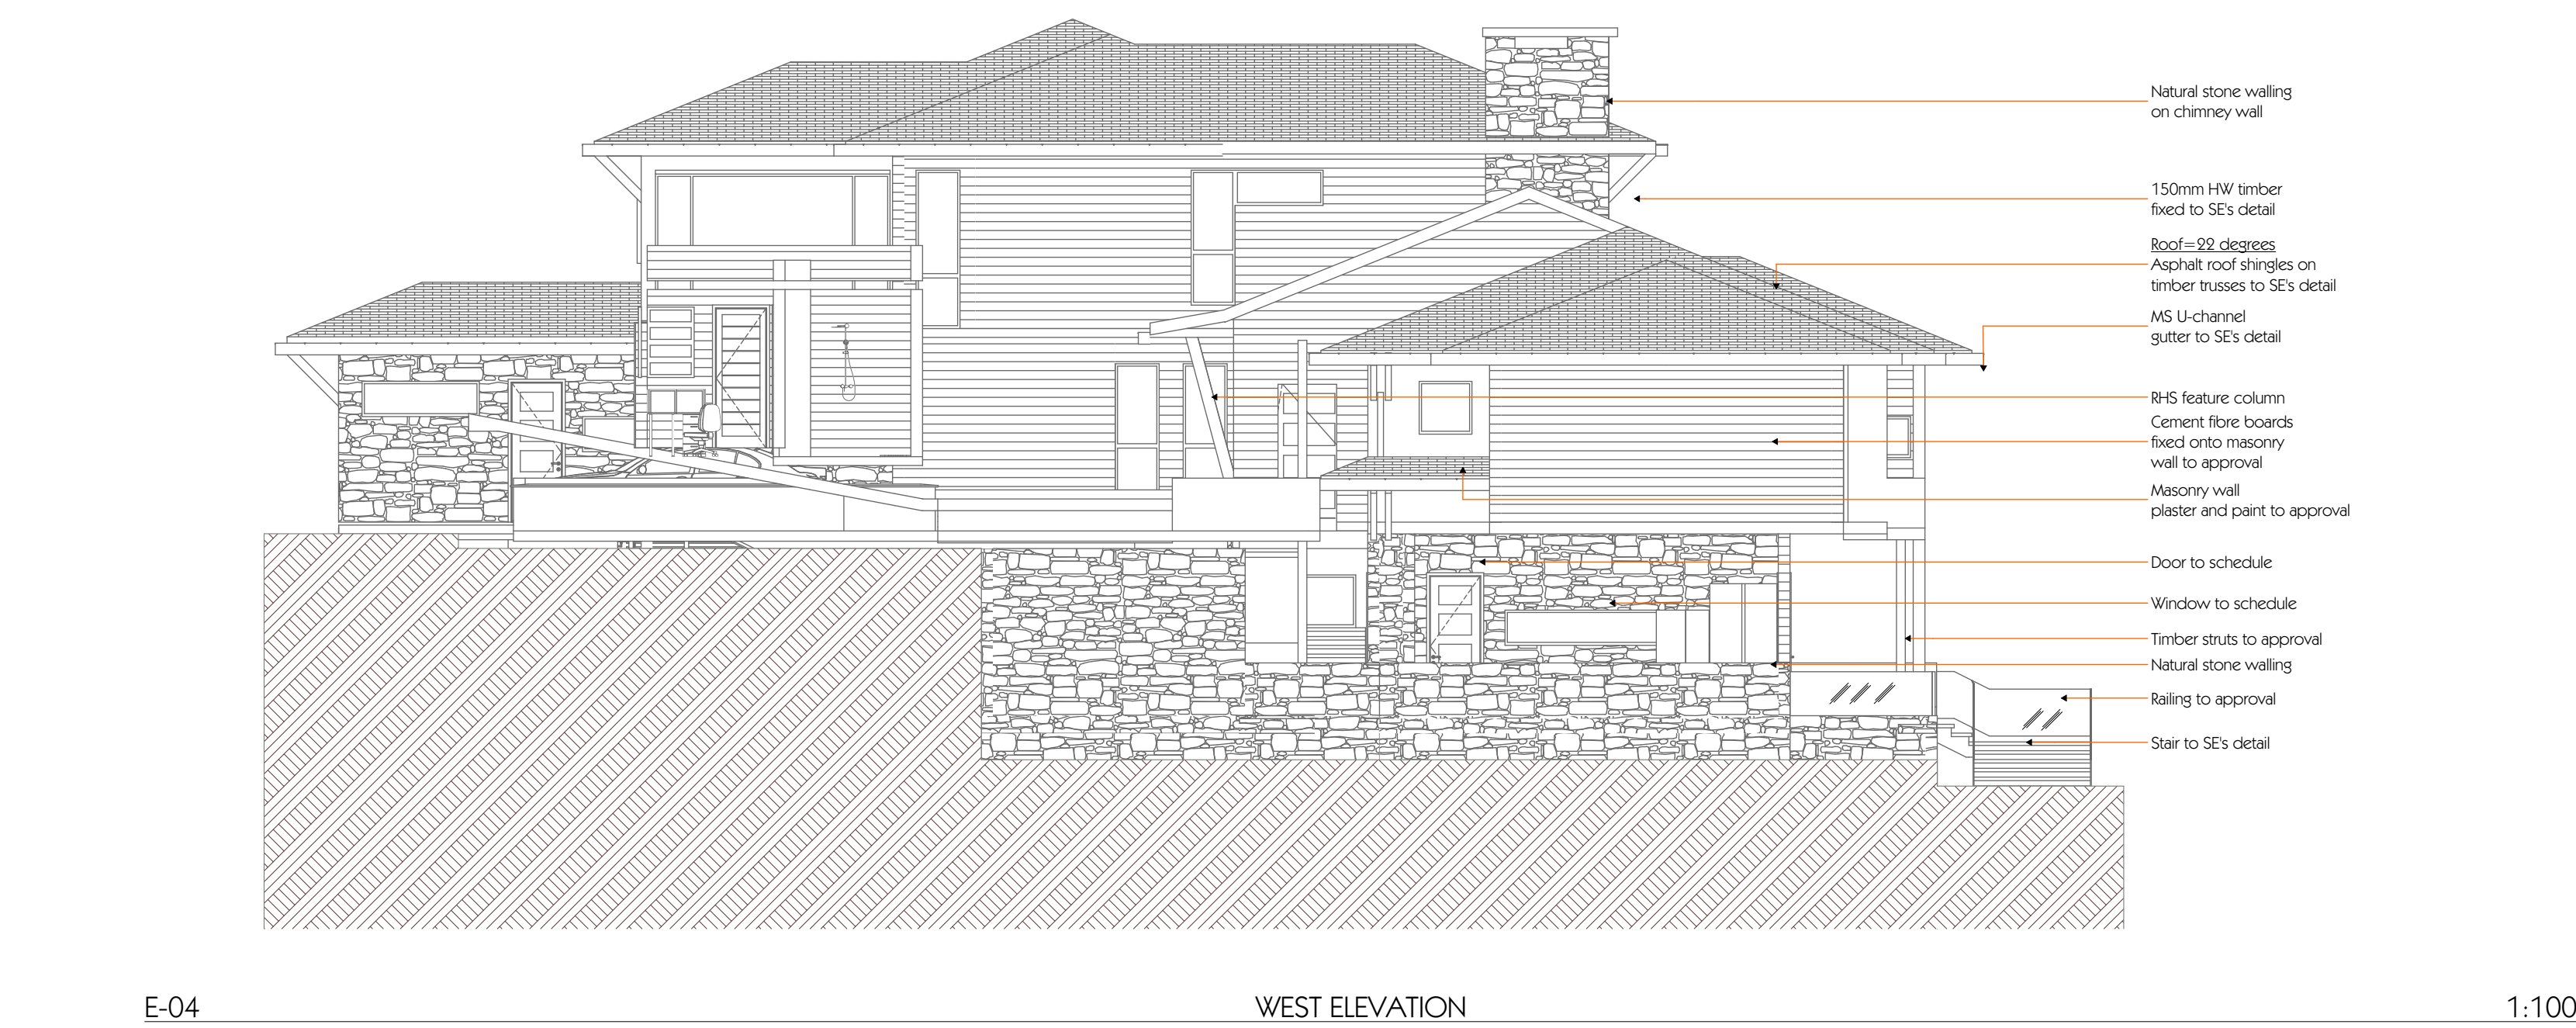 Natural stone walling
on chimney wall
150mm HW timber
fixed to SE's detail
Roof=22 degrees
Asphalt roof shingles on
timber trusses to SE's detail
MS U-channel
gutter to SE's detail
RHS feature column
Cement fibre boards
fixed onto masonry
wall to approval
Masonry wall
plaster and paint to approval
Door to schedule
Window to schedule
Timber struts to approval
Natural stone walling
Railing to approval
Stair to SE's detail
E-04
WEST ELEVATION
1:100